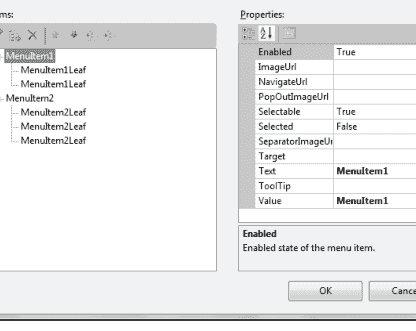 ms:
Properties:
MenuItem1
MenuItem1Leaf
MenuItem1Leaf
MenuItem2
MenuItem2Leaf
MenuItem2Leaf
MenuItem2Leaf
Enabled True
ImageUrl
NavigateUrl
PopOutImageUrl
Selectable True
Selected False
SeparatorImageUr
Target
Text MenuItem1
ToolTip
Value MenuItem1
Enabled
Enabled state of the menu item.
OK
Cance